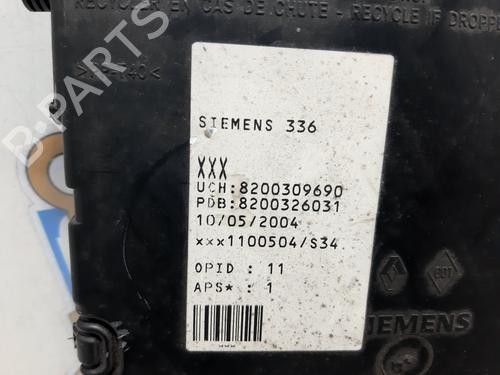 RECYCLER EN CAS DE CHUTE - RECYCLE IF DROPP
B-PARTS
SIEMENS 336
XXX
UCH:8200309690
PDB:8200326031
10/05/2004
xxx1100504/S34
OPID : 11
APS* : 1
SIEMENS